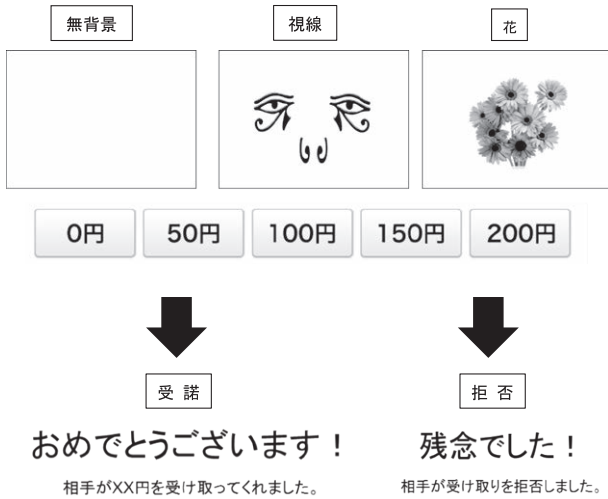 無背景
視線
花
0円 50円 100円 150円 200円
受諾 拒否
おめでとうございます！ 残念でした！
相手がXX円を受け取ってくれました。 相手が受け取りを拒否しました。